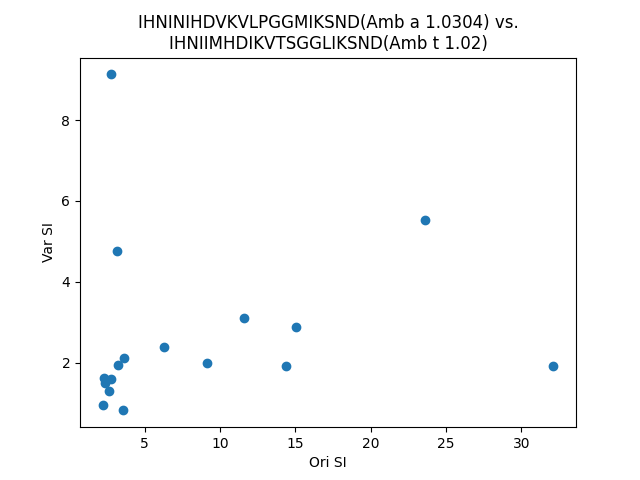 IHNINIHDVKVLPGGMIKSND(Amb a 1.0304) vs.
IHNIIMHDIKVTSGGLIKSND(Amb t 1.02)
8
6
4
2
Var SI
5 10 15 20 25 30
Ori SI